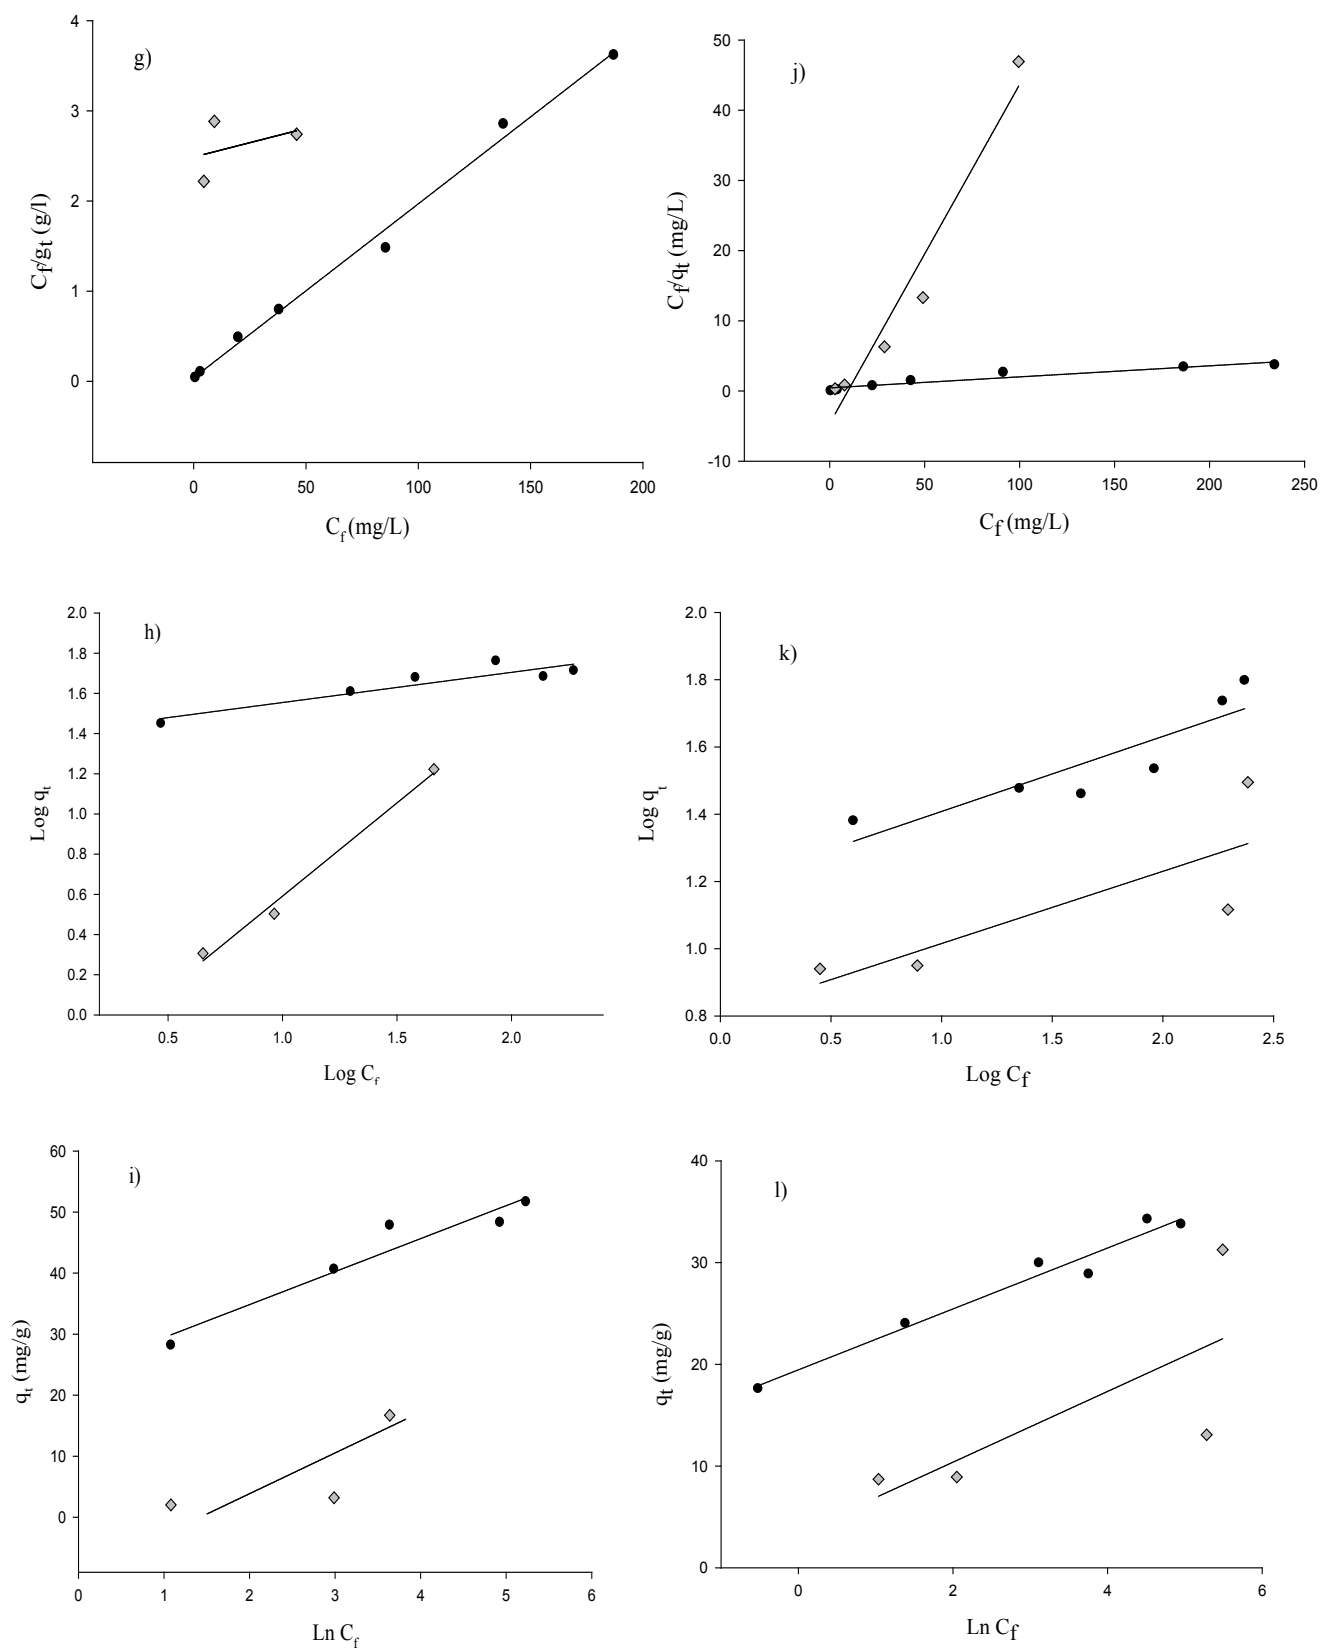 g)
4
3
2
1
0
C_f/g_t (g/l)
0 50 100 150 200
C_f (mg/L)
j)
50
40
30
20
10
0
-10
C_f/q_t (mg/L)
0 50 100 150 200 250
C_f (mg/L)
h)
2.0
1.8
1.6
1.4
1.2
1.0
0.8
0.6
0.4
0.2
0.0
Log q_t
0.5 1.0 1.5 2.0
Log C_f
k)
2.0
1.8
1.6
1.4
1.2
1.0
0.8
Log q_t
0.0 0.5 1.0 1.5 2.0 2.5
Log C_f
i)
60
50
40
30
20
10
0
q_t (mg/g)
0 1 2 3 4 5 6
Ln C_f
l)
40
30
20
10
0
q_t (mg/g)
0 2 4 6
Ln C_f